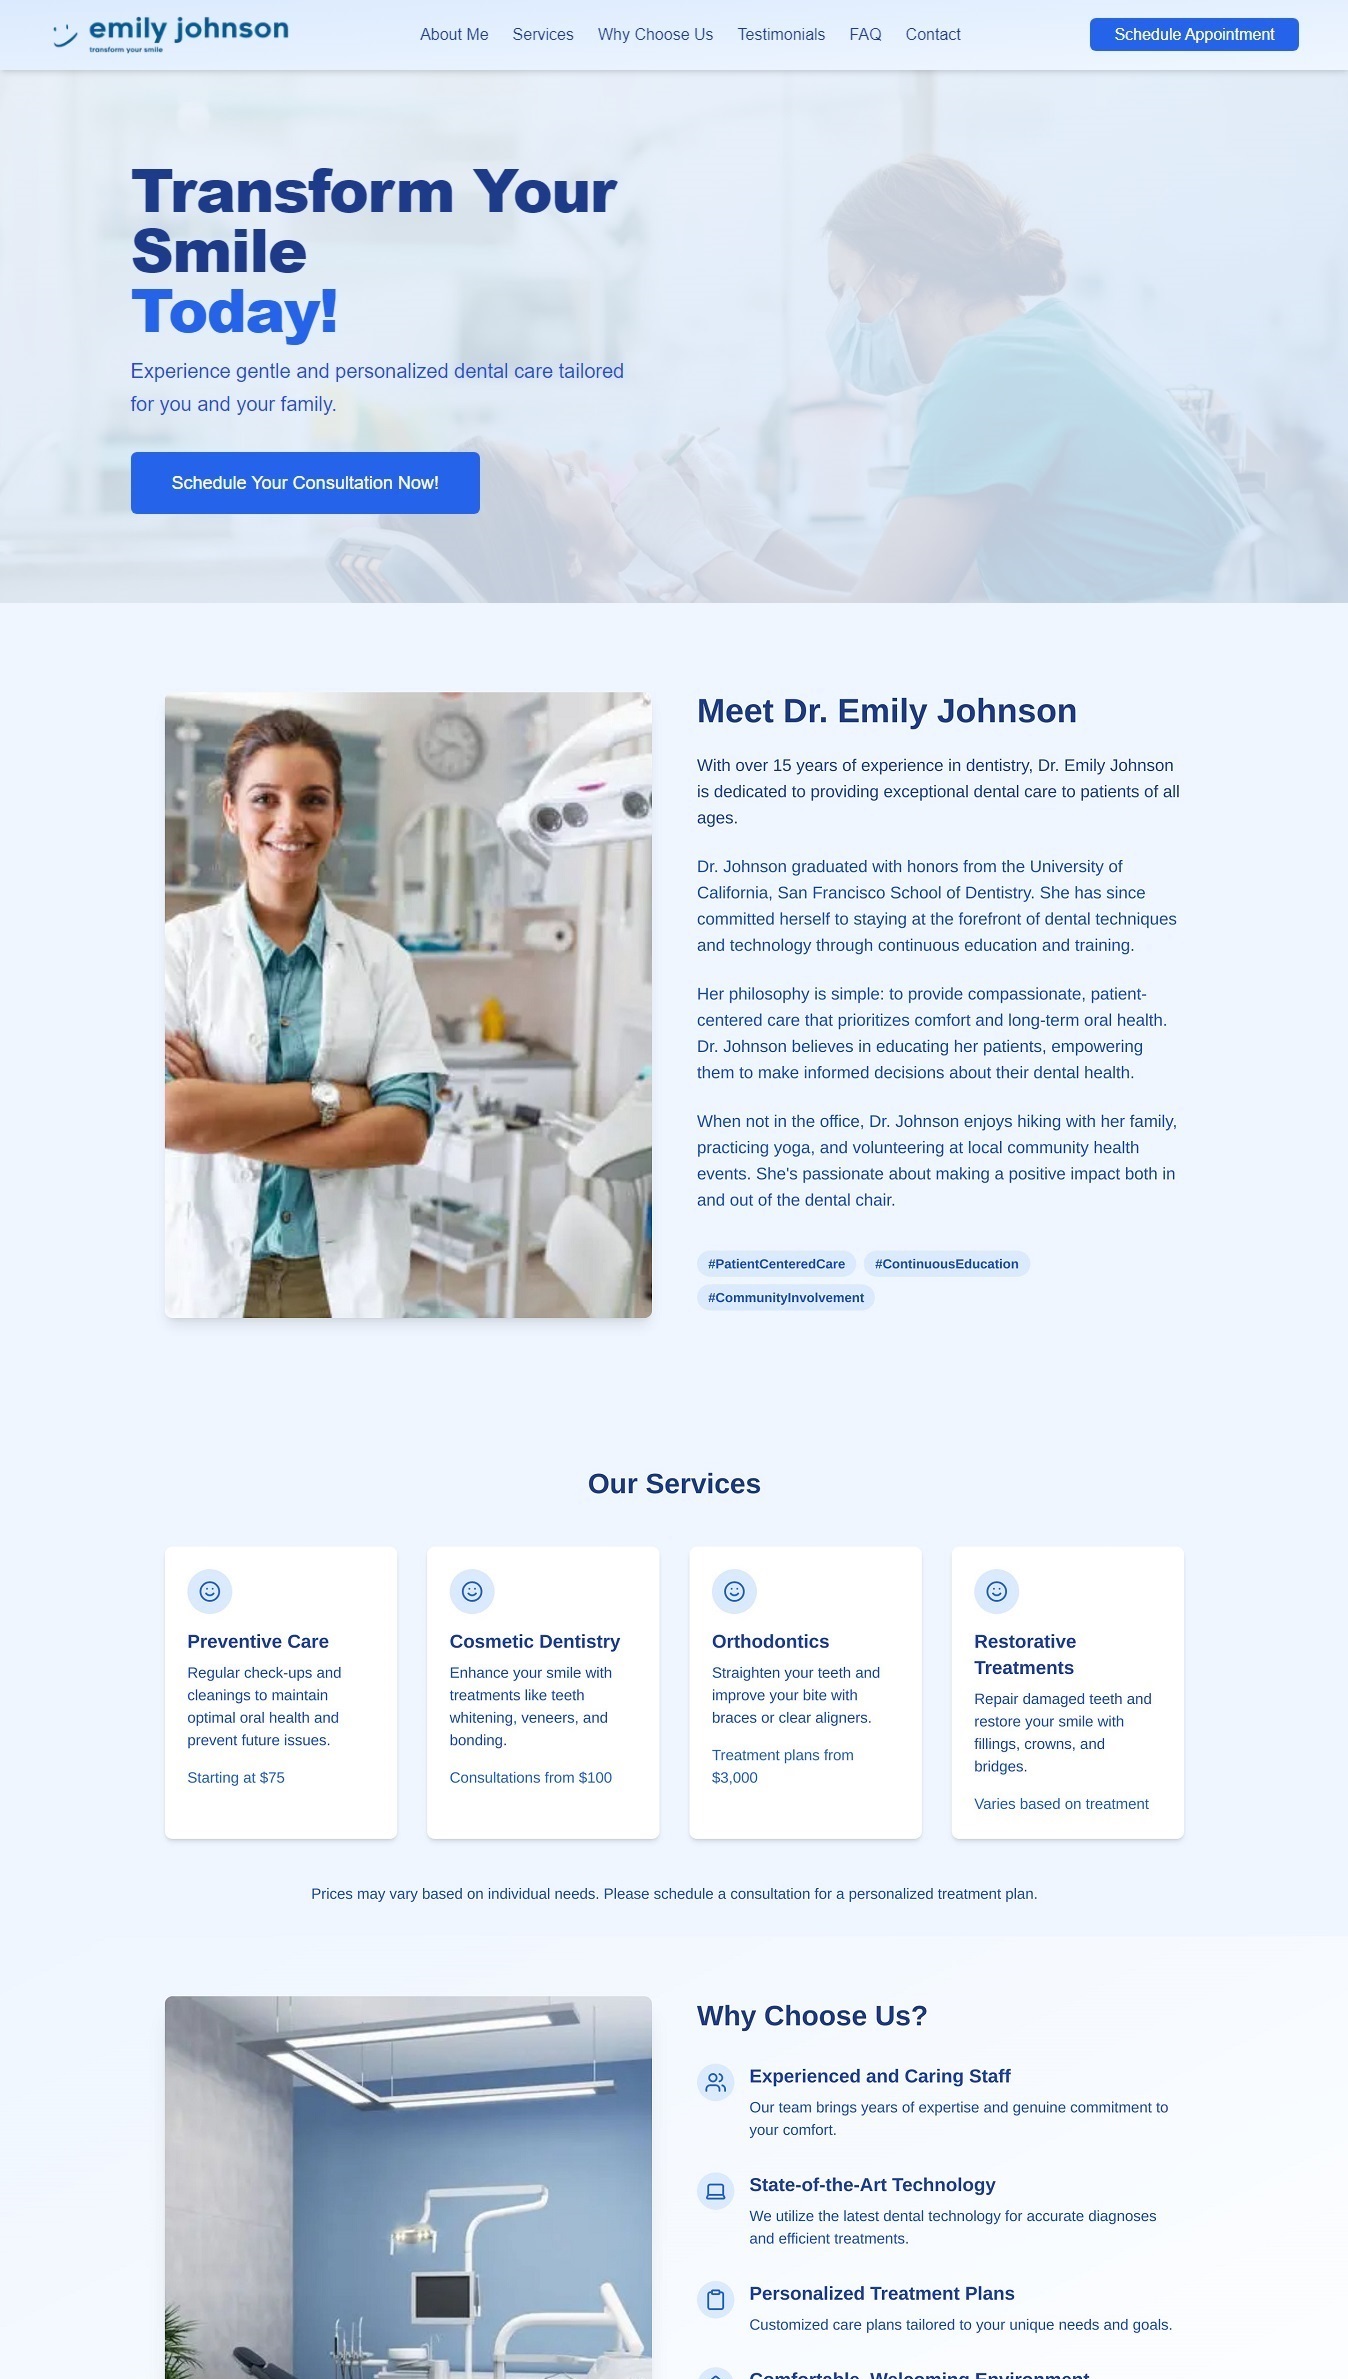 emily johnson
transform your smile
About Me
Services
Why Choose Us
Testimonials
FAQ
Contact
Schedule Appointment
Transform Your
Smile
Today!
Experience gentle and personalized dental care tailored
for you and your family.
Schedule Your Consultation Now!
Meet Dr. Emily Johnson
With over 15 years of experience in dentistry, Dr. Emily Johnson
is dedicated to providing exceptional dental care to patients of all
ages.
Dr. Johnson graduated with honors from the University of
California, San Francisco School of Dentistry. She has since
committed herself to staying at the forefront of dental techniques
and technology through continuous education and training.
Her philosophy is simple: to provide compassionate, patient-
centered care that prioritizes comfort and long-term oral health.
Dr. Johnson believes in educating her patients, empowering
them to make informed decisions about their dental health.
When not in the office, Dr. Johnson enjoys hiking with her family,
practicing yoga, and volunteering at local community health
events. She's passionate about making a positive impact both in
and out of the dental chair.
#PatientCenteredCare
#ContinuousEducation
#CommunityInvolvement
Our Services
Preventive Care
Regular check-ups and
cleanings to maintain
optimal oral health and
prevent future issues.
Starting at $75
Cosmetic Dentistry
Enhance your smile with
treatments like teeth
whitening, veneers, and
bonding.
Consultations from $100
Orthodontics
Straighten your teeth and
improve your bite with
braces or clear aligners.
Treatment plans from
$3,000
Restorative
Treatments
Repair damaged teeth and
restore your smile with
fillings, crowns, and
bridges.
Varies based on treatment
Prices may vary based on individual needs. Please schedule a consultation for a personalized treatment plan.
Why Choose Us?
Experienced and Caring Staff
Our team brings years of expertise and genuine commitment to
your comfort.
State-of-the-Art Technology
We utilize the latest dental technology for accurate diagnoses
and efficient treatments.
Personalized Treatment Plans
Customized care plans tailored to your unique needs and goals.
Comfortable, Welcoming Environment